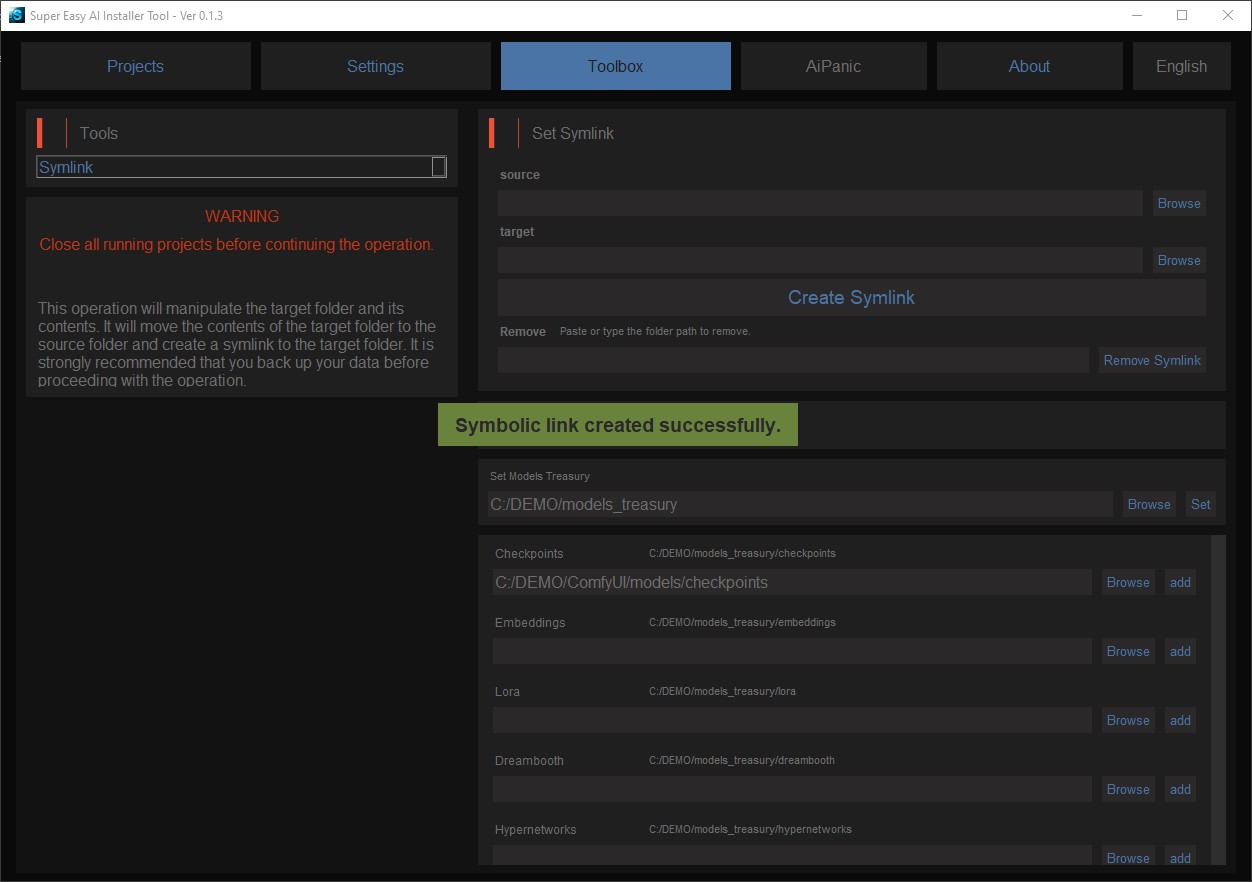 Super Easy AI Installer Tool - Ver 0.1.3
Projects
Settings
Toolbox
AiPanic
About
English
Tools
Symlink
WARNING
Close all running projects before continuing the operation.
This operation will manipulate the target folder and its
contents. It will move the contents of the target folder to the
source folder and create a symlink to the target folder. It is
strongly recommended that you back up your data before
proceeding with the operation.
Set Symlink
source
Browse
target
Browse
Create Symlink
Remove Paste or type the folder path to remove.
Remove Symlink
Symbolic link created successfully.
Set Models Treasury
C:/DEMO/models_treasury Browse Set
Checkpoints C:/DEMO/models_treasury/checkpoints
C:/DEMO/ComfyUI/models/checkpoints Browse add
Embeddings C:/DEMO/models_treasury/embeddings
Browse add
Lora C:/DEMO/models_treasury/lora
Browse add
Dreambooth C:/DEMO/models_treasury/dreambooth
Browse add
Hypernetworks C:/DEMO/models_treasury/hypernetworks
Browse add